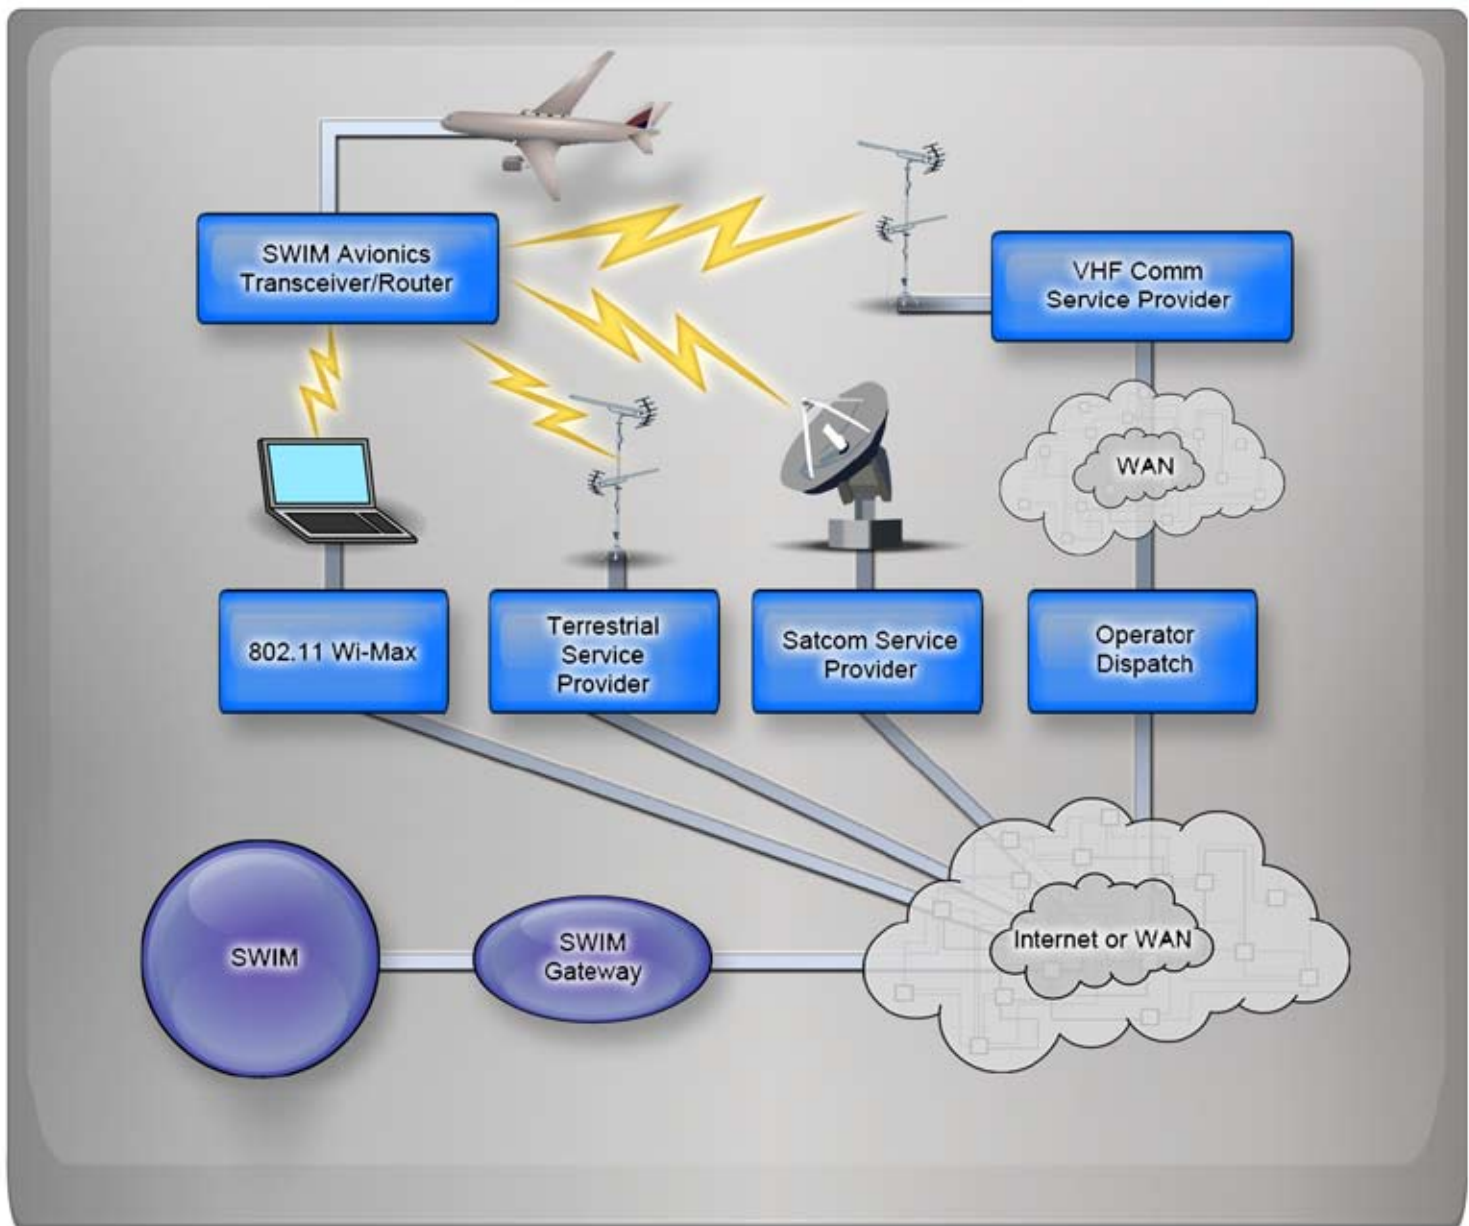 SWIM Avionics
Transceiver/Router
VHF Comm
Service Provider
WAN
802.11 Wi-Max
Terrestrial
Service
Provider
Satcom Service
Provider
Operator
Dispatch
SWIM
SWIM
Gateway
Internet or WAN